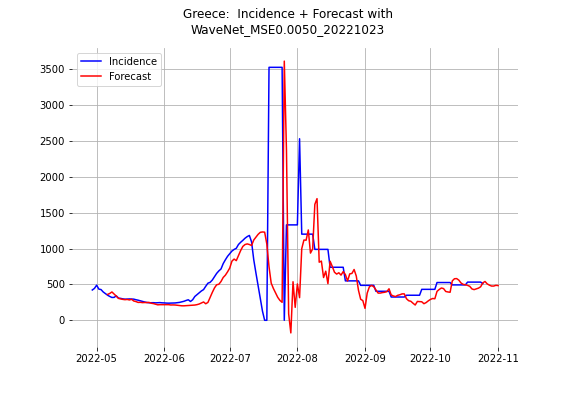 Greece:  Incidence + Forecast with
WaveNet_MSE0.0050_20221023
Incidence
Forecast
3500
3000
2500
2000
1500
1000
500
0
2022-05 2022-06 2022-07 2022-08 2022-09 2022-10 2022-11